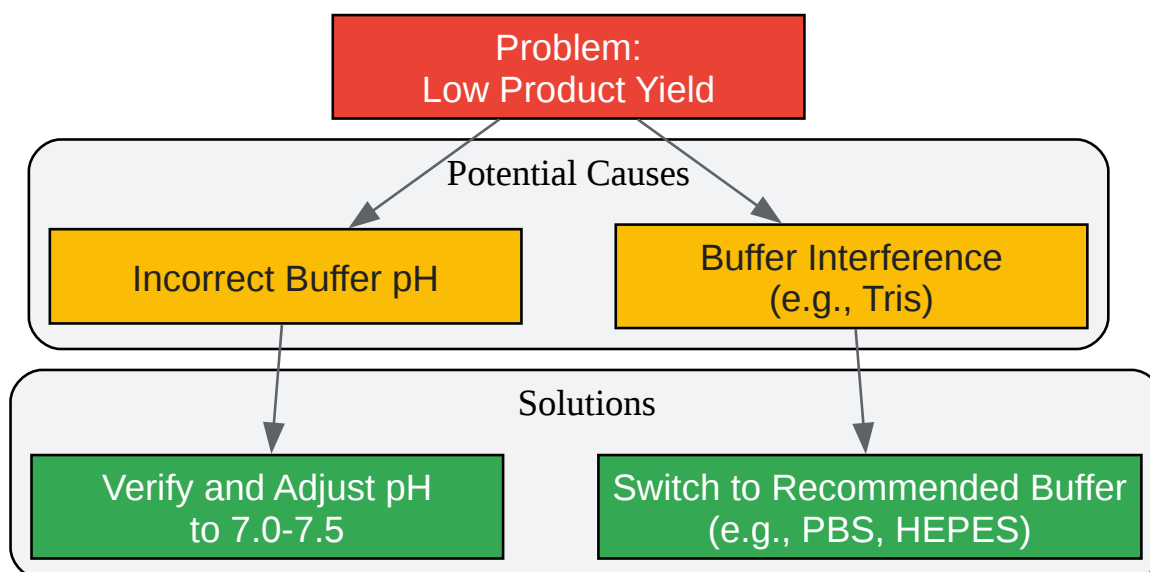 Problem:
Low Product Yield
Potential Causes
Incorrect Buffer pH
Buffer Interference
(e.g., Tris)
Solutions
Verify and Adjust pH
to 7.0-7.5
Switch to Recommended Buffer
(e.g., PBS, HEPES)